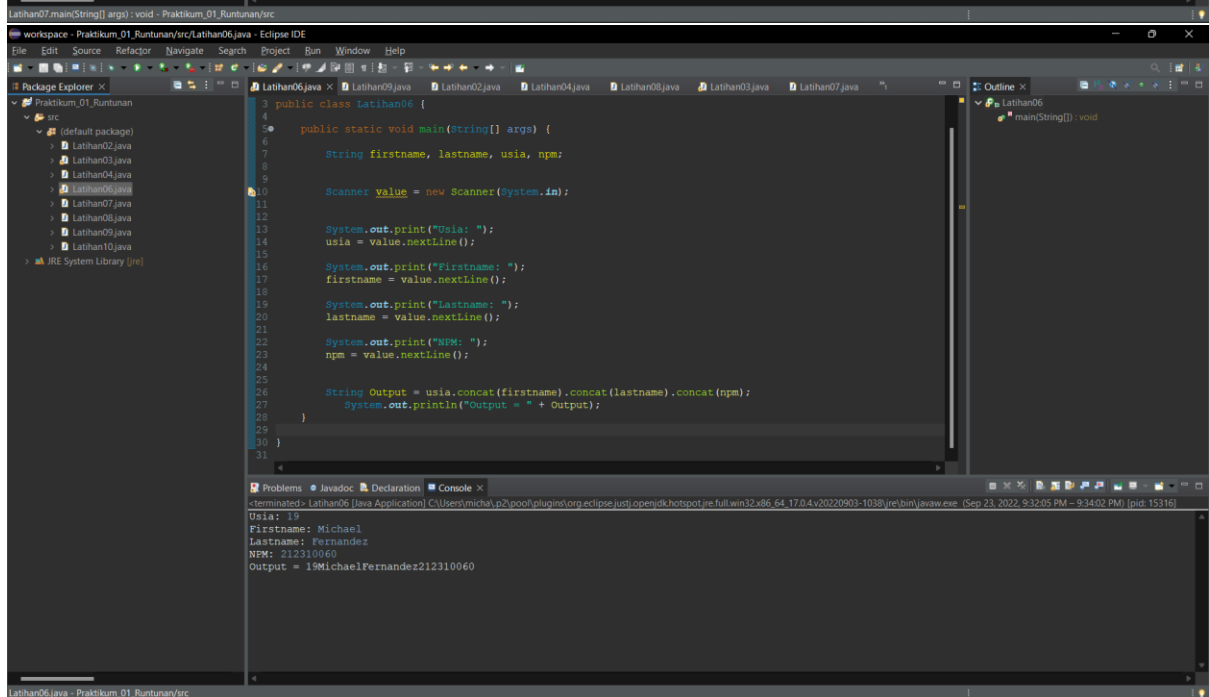 Latihan07.main(String[] args) : void - Praktikum_01_Runtunan/src
workspace - Praktikum_01_Runtunan/src/Latihan06.java - Eclipse IDE
File Edit Source Refactor Navigate Search Project Run Window Help
Package Explorer
Praktikum_01_Runtunan
src
(default package)
Latihan02.java
Latihan03.java
Latihan04.java
Latihan06.java
Latihan07.java
Latihan08.java
Latihan09.java
Latihan10.java
JRE System Library [jre]
Latihan06.java Latihan09.java Latihan02.java Latihan04.java Latihan08.java Latihan03.java Latihan07.java
3 public class Latihan06 {
4
5 public static void main(String[] args) {
6
7 String firstname, lastname, usia, npm;
8
9
10 Scanner value = new Scanner(System.in);
11
12
13 System.out.print("Usia: ");
14 usia = value.nextLine();
15
16 System.out.print("Firstname: ");
17 firstname = value.nextLine();
18
19 System.out.print("Lastname: ");
20 lastname = value.nextLine();
21
22 System.out.print("NPM: ");
23 npm = value.nextLine();
24
25
26 String Output = usia.concat(firstname).concat(lastname).concat(npm);
27 System.out.println("Output = " + Output);
28 }
29
30 }
31
Outline
Latihan06
main(String[]) : void
Problems Javadoc Declaration Console
<terminated> Latihan06 [Java Application] C:\Users\micha\.p2\pool\plugins\org.eclipse.justj.openjdk.hotspot.jre.full.win32.x86_64_17.0.4.v20220903-1038\jre\bin\javaw.exe (Sep 23, 2022, 9:32:05 PM – 9:34:02 PM) [pid: 15316]
Usia: 19
Firstname: Michael
Lastname: Fernandez
NPM: 212310060
Output = 19MichaelFernandez212310060
Latihan06.java - Praktikum_01_Runtunan/src